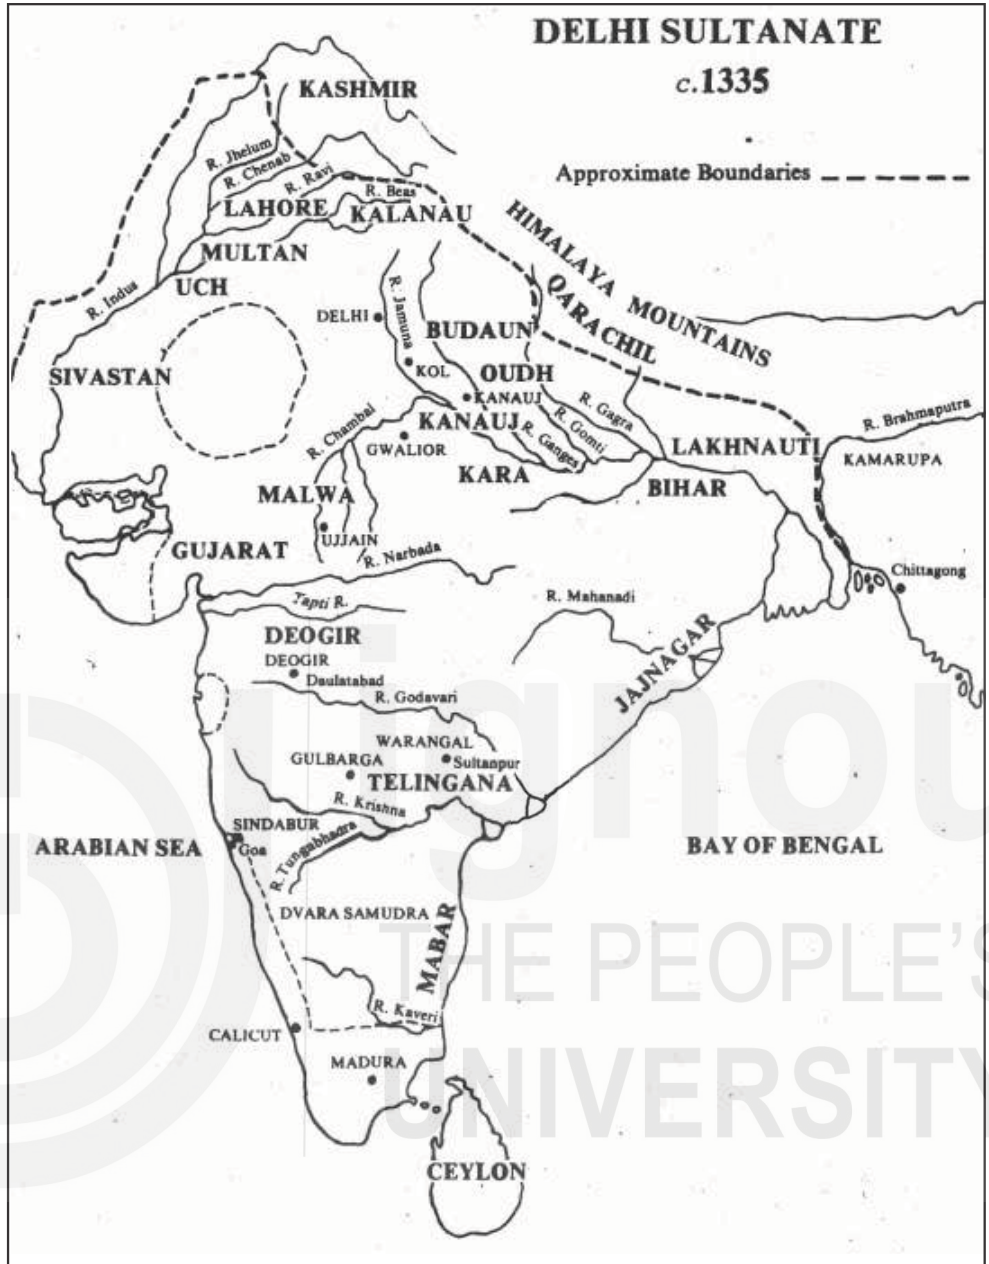 DELHI SULTANATE
c.1335
Approximate Boundaries
KASHMIR
R. Jhelum
R. Chenab
R. Ravi
R. Beas
LAHORE
KALANAU
HIMALAYA MOUNTAINS
MULTAN
UCH
R. Indus
QARACHIL
DELHI
R. Jamuna
BUDAUN
SIVASTAN
KOL
OUDH
KANAUJ
R. Gagra
R. Brahmaputra
R. Chambal
KANAUJ
R. Gomti
GWALIOR
R. Ganges
LAKHNAUTI
KAMARUPA
KARA
BIHAR
MALWA
UJJAIN
GUJARAT
R. Narbada
Chittagong
Tapti R.
R. Mahanadi
DEOGIR
JAJNAGAR
DEOGIR
Daulatabad
R. Godavari
WARANGAL
GULBARGA
Sultanpur
TELINGANA
R. Krishna
SINDABUR
Goa
R. Tungabhadra
ARABIAN SEA
BAY OF BENGAL
DVARA SAMUDRA
MABAR
R. Kaveri
CALICUT
MADURA
CEYLON
ignou
THE PEOPLE'S
UNIVERSITY